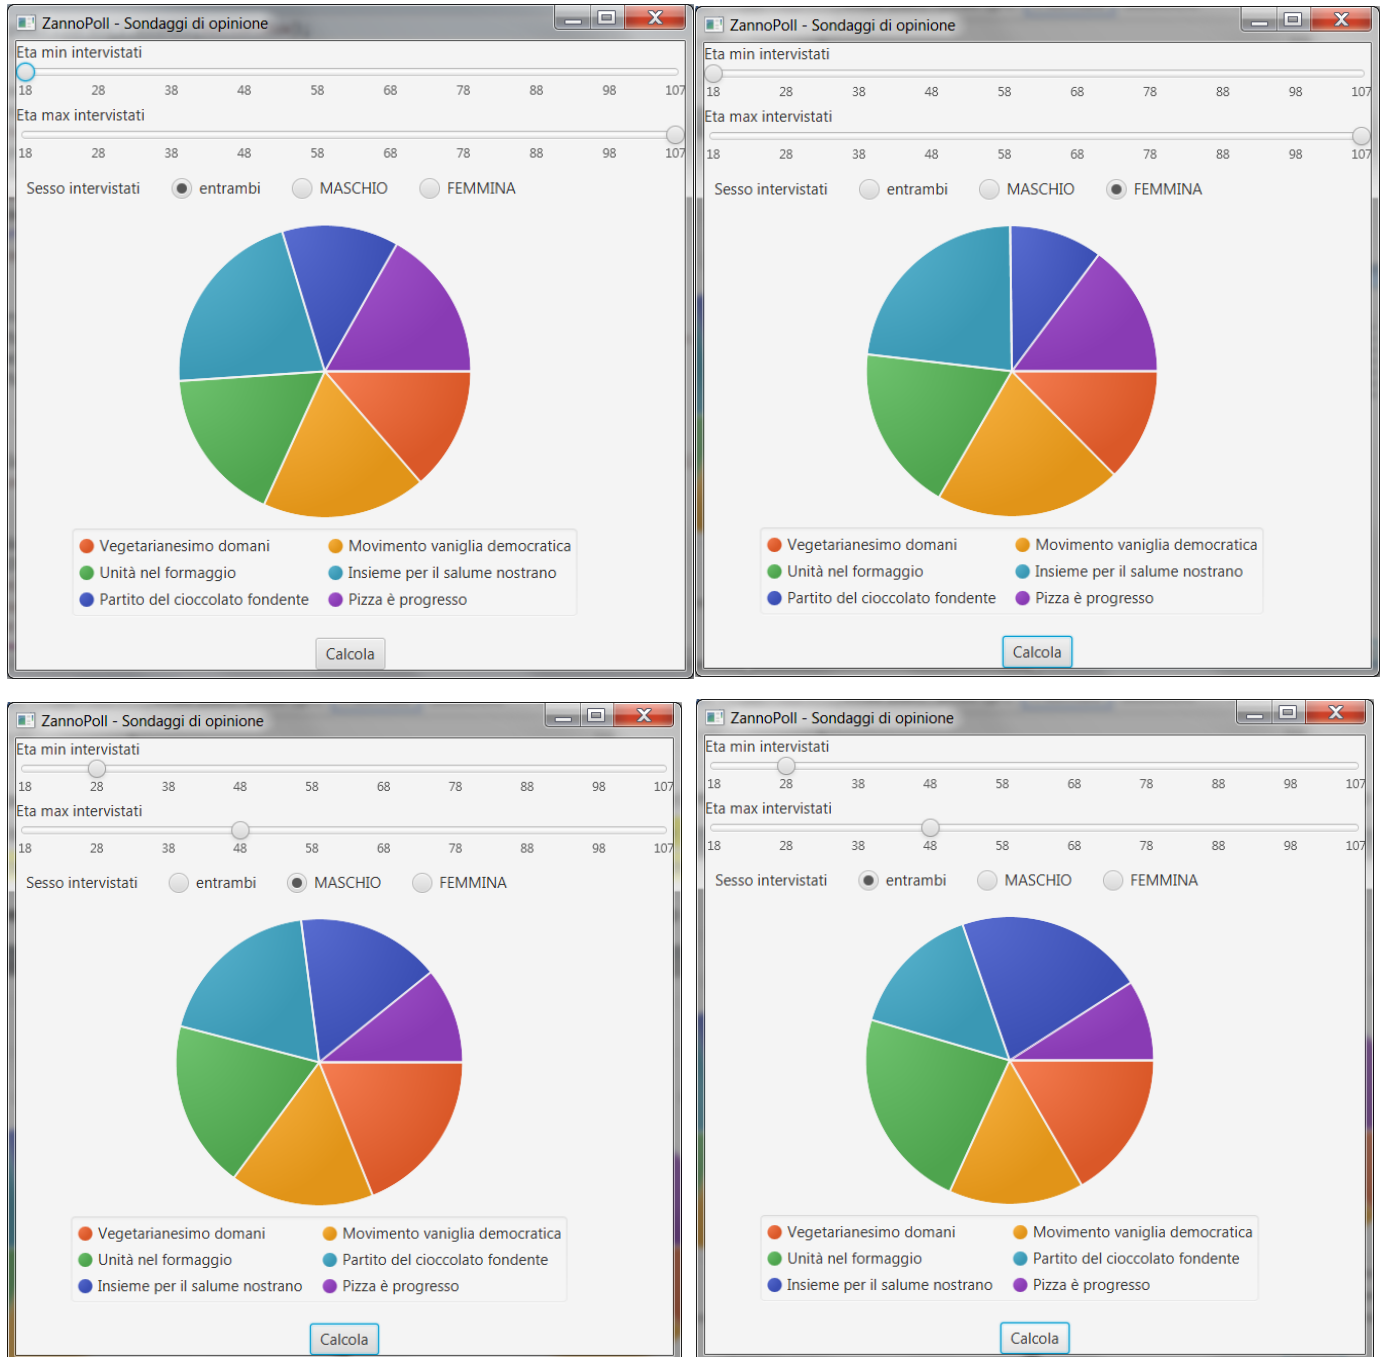 ZannoPoll - Sondaggi di opinione
Eta min intervistati
18 28 38 48 58 68 78 88 98 107
Eta max intervistati
18 28 38 48 58 68 78 88 98 107
Sesso intervistati entrambi MASCHIO FEMMINA
Vegetarianesimo domani Movimento vaniglia democratica
Unità nel formaggio Insieme per il salume nostrano
Partito del cioccolato fondente Pizza è progresso
Calcola
ZannoPoll - Sondaggi di opinione
Eta min intervistati
18 28 38 48 58 68 78 88 98 107
Eta max intervistati
18 28 38 48 58 68 78 88 98 107
Sesso intervistati entrambi MASCHIO FEMMINA
Vegetarianesimo domani Movimento vaniglia democratica
Unità nel formaggio Insieme per il salume nostrano
Partito del cioccolato fondente Pizza è progresso
Calcola
ZannoPoll - Sondaggi di opinione
Eta min intervistati
18 28 38 48 58 68 78 88 98 107
Eta max intervistati
18 28 38 48 58 68 78 88 98 107
Sesso intervistati entrambi MASCHIO FEMMINA
Vegetarianesimo domani Movimento vaniglia democratica
Unità nel formaggio Partito del cioccolato fondente
Insieme per il salume nostrano Pizza è progresso
Calcola
ZannoPoll - Sondaggi di opinione
Eta min intervistati
18 28 38 48 58 68 78 88 98 107
Eta max intervistati
18 28 38 48 58 68 78 88 98 107
Sesso intervistati entrambi MASCHIO FEMMINA
Vegetarianesimo domani Movimento vaniglia democratica
Unità nel formaggio Partito del cioccolato fondente
Insieme per il salume nostrano Pizza è progresso
Calcola